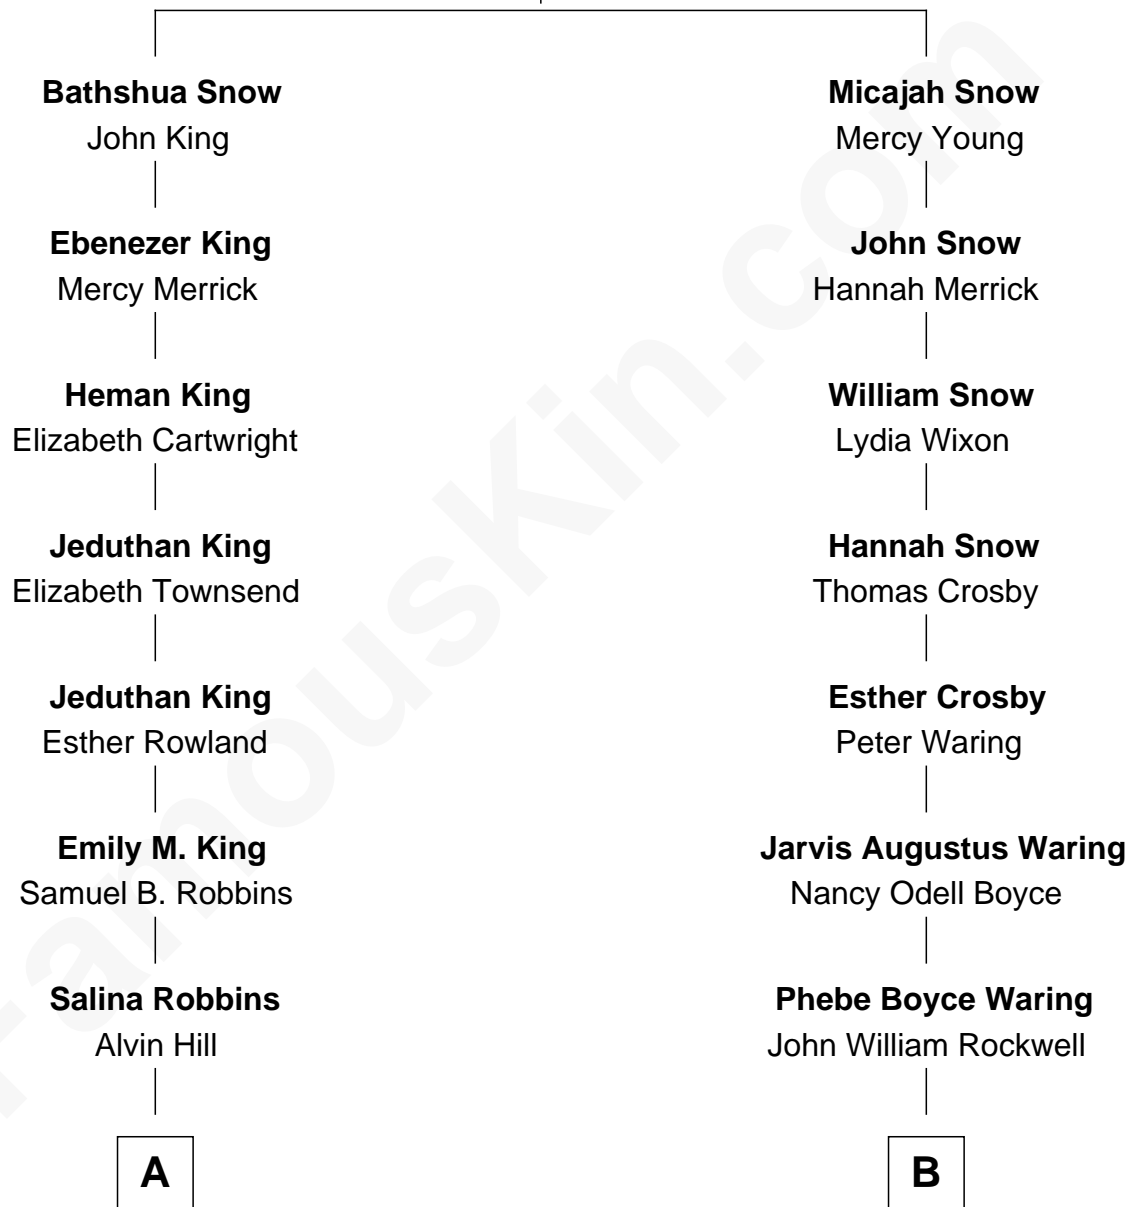 Bathshua Snow
John King
Ebenezer King
Mercy Merrick
Heman King
Elizabeth Cartwright
Jeduthan King
Elizabeth Townsend
Jeduthan King
Esther Rowland
Emily M. King
Samuel B. Robbins
Salina Robbins
Alvin Hill
A
Micajah Snow
Mercy Young
John Snow
Hannah Merrick
William Snow
Lydia Wixon
Hannah Snow
Thomas Crosby
Esther Crosby
Peter Waring
Jarvis Augustus Waring
Nancy Odell Boyce
Phebe Boyce Waring
John William Rockwell
B
FamousKin.com